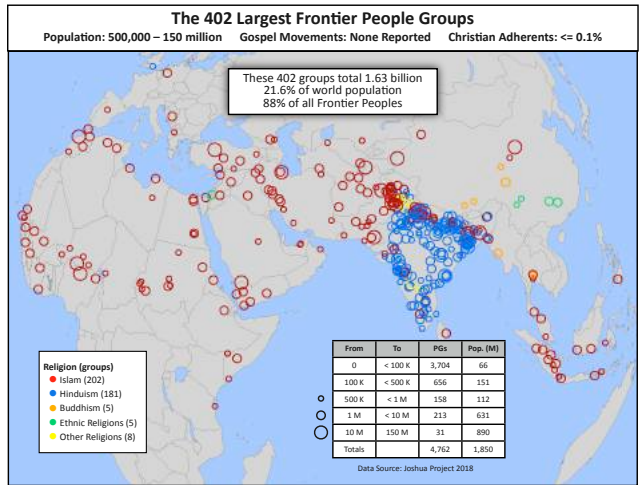 The 402 Largest Frontier People Groups
Population: 500,000 – 150 million Gospel Movements: None Reported Christian Adherents: <= 0.1%
These 402 groups total 1.63 billion
21.6% of world population
88% of all Frontier Peoples
Religion (groups)
Islam (202)
Hinduism (181)
Buddhism (5)
Ethnic Religions (5)
Other Religions (8)
From To PGs Pop. (M)
0 < 100 K 3,704 66
100 K < 500 K 656 151
500 K < 1 M 158 112
1 M < 10 M 213 631
10 M 150 M 31 890
Totals 4,762 1,850
Data Source: Joshua Project 2018